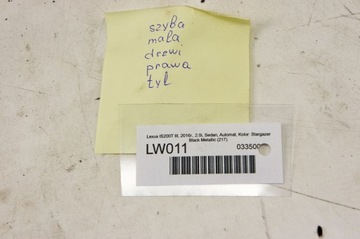 szyba
mała
drzwi
prawa
tył
Lexus IS200T III, 2016r., 2.0i, Sedan, Automat, Kolor: Stargazer
Black Metallic (217)
LW011